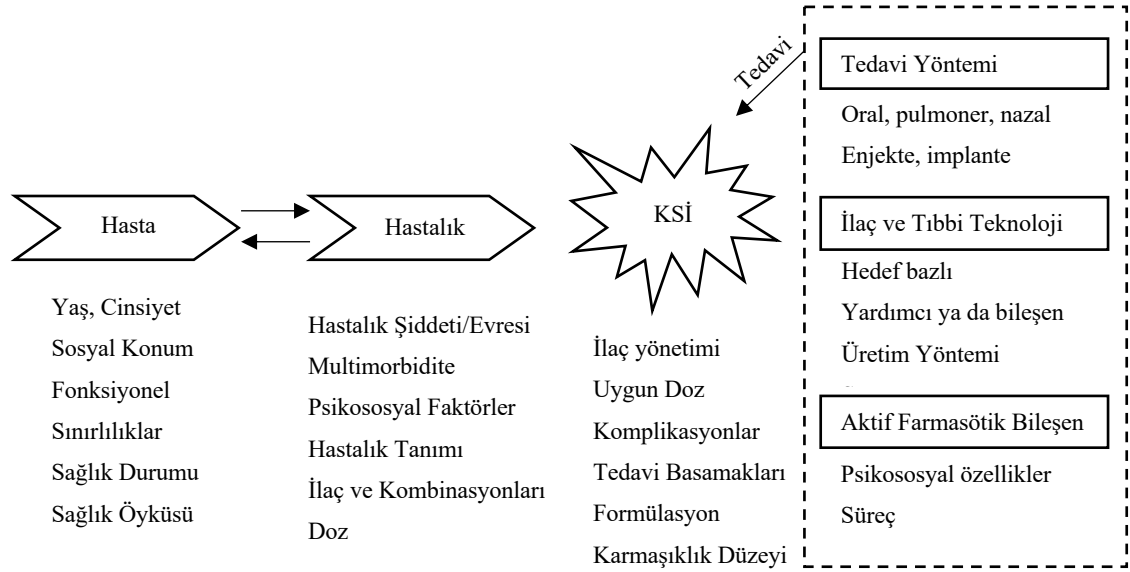 Hasta
Yaş, Cinsiyet
Sosyal Konum
Fonksiyonel
Sınırlılıklar
Sağlık Durumu
Sağlık Öyküsü
Hastalık
Hastalık Şiddeti/Evresi
Multimorbidite
Psikososyal Faktörler
Hastalık Tanımı
İlaç ve Kombinasyonları
Doz
KSİ
İlaç yönetimi
Uygun Doz
Komplikasyonlar
Tedavi Basamakları
Formülasyon
Karmaşıklık Düzeyi
Tedavi
Tedavi Yöntemi
Oral, pulmoner, nazal
Enjekte, implante
İlaç ve Tıbbi Teknoloji
Hedef bazlı
Yardımcı ya da bileşen
Üretim Yöntemi
Aktif Farmasötik Bileşen
Psikososyal özellikler
Süreç